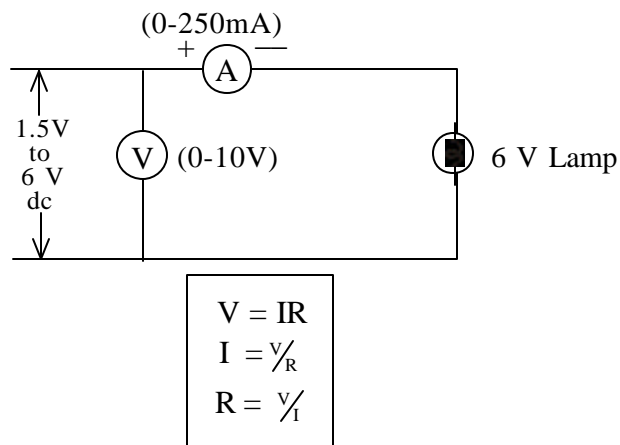 (0-250mA)
+ —
A
1.5V
to
6 V
dc
V
(0-10V)
6 V Lamp
V = IR
I = V/R
R = V/I